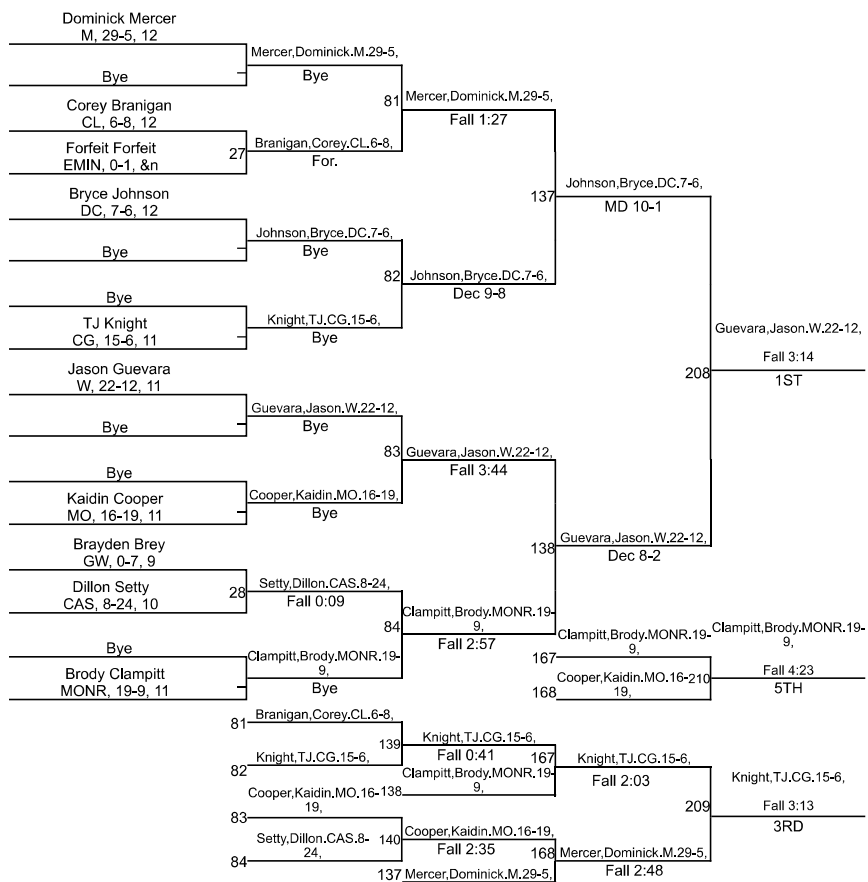 Dominick Mercer
M, 29-5, 12
Bye
Mercer,Dominick.M.29-5,
Bye
Corey Branigan
CL, 6-8, 12
Forfeit Forfeit
EMIN, 0-1, &n
27
Branigan,Corey.CL.6-8,
For.
81
Mercer,Dominick.M.29-5,
Fall 1:27
Bryce Johnson
DC, 7-6, 12
Bye
Johnson,Bryce.DC.7-6,
Bye
Bye
TJ Knight
CG, 15-6, 11
Knight,TJ.CG.15-6,
Bye
82
Johnson,Bryce.DC.7-6,
Dec 9-8
137
Johnson,Bryce.DC.7-6,
MD 10-1
Jason Guevara
W, 22-12, 11
Bye
Guevara,Jason.W.22-12,
Bye
Bye
Kaidin Cooper
MO, 16-19, 11
Cooper,Kaidin.MO.16-19,
Bye
83
Guevara,Jason.W.22-12,
Fall 3:44
Brayden Brey
GW, 0-7, 9
Dillon Setty
CAS, 8-24, 10
28
Setty,Dillon.CAS.8-24,
Fall 0:09
Bye
Brody Clampitt
MONR, 19-9, 11
Clampitt,Brody.MONR.19-
9,
Bye
84
Clampitt,Brody.MONR.19-
9,
Fall 2:57
138
Guevara,Jason.W.22-12,
Dec 8-2
208
Guevara,Jason.W.22-12,
Fall 3:14
1ST
167
Clampitt,Brody.MONR.19-
9,
168
Cooper,Kaidin.MO.16-
19,
210
Clampitt,Brody.MONR.19-
9,
Fall 4:23
5TH
81
Branigan,Corey.CL.6-8,
82
Knight,TJ.CG.15-6,
139
Knight,TJ.CG.15-6,
Fall 0:41
138
Clampitt,Brody.MONR.19-
9,
167
Knight,TJ.CG.15-6,
Fall 2:03
83
Cooper,Kaidin.MO.16-
19,
84
Setty,Dillon.CAS.8-
24,
140
Cooper,Kaidin.MO.16-19,
Fall 2:35
137
Mercer,Dominick.M.29-5,
168
Mercer,Dominick.M.29-5,
Fall 2:48
209
Knight,TJ.CG.15-6,
Fall 3:13
3RD